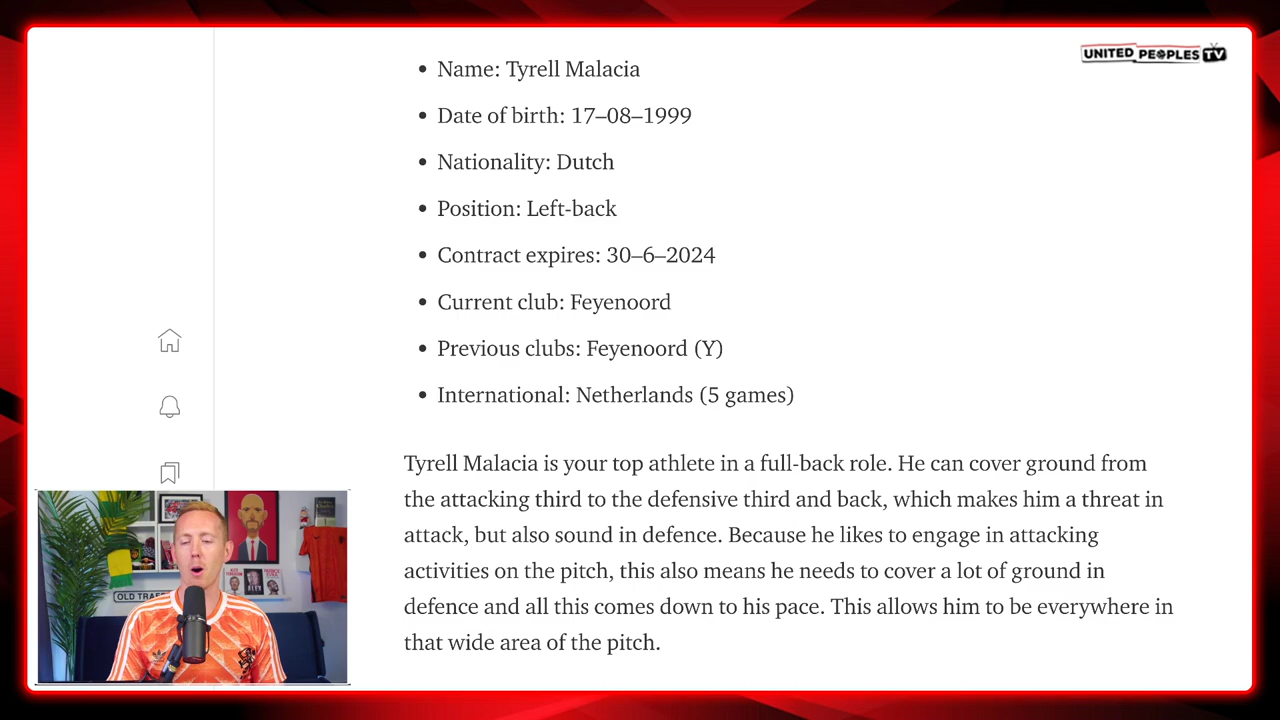 UNITED PEOPLES TV
Name: Tyrell Malacia
Date of birth: 17–08–1999
Nationality: Dutch
Position: Left-back
Contract expires: 30–6–2024
Current club: Feyenoord
Previous clubs: Feyenoord (Y)
International: Netherlands (5 games)
Tyrell Malacia is your top athlete in a full-back role. He can cover ground from
the attacking third to the defensive third and back, which makes him a threat in
attack, but also sound in defence. Because he likes to engage in attacking
activities on the pitch, this also means he needs to cover a lot of ground in
defence and all this comes down to his pace. This allows him to be everywhere in
that wide area of the pitch.
OLD TRAFF